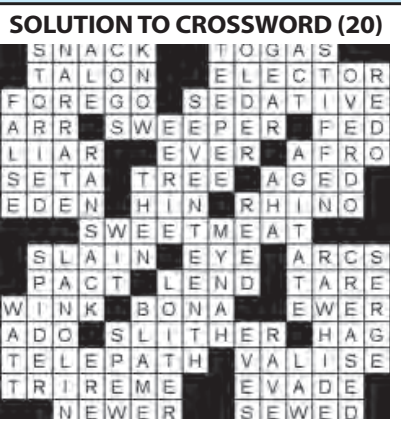 SOLUTION TO CROSSWORD (20)
SNACK TOGAS
TALON ELECTOR
FOREGO SEDATIVE
ARR SWEEPER FED
LIAR EVER AFRO
SETA TREE AGED
EDEN HIN RHINO
SWEETMEAT
SLAIN EYE ARCS
PACT LEND TARE
WINK BONA EWER
ADO SLITHER HAG
TELEPATH VALISE
TRIREME EVADE
NEWER SEWED